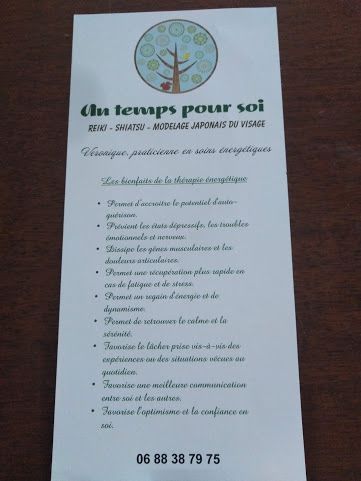 Un temps pour soi
REIKI - SHIATSU - MODELAGE JAPONAIS DU VISAGE
Veronique, praticienne en soins énergétiques
Les bienfaits de la thérapie énergétique
• Permet d'accroître le potentiel d'auto-
guérison.
• Prévient les états dépressifs, les troubles
émotionnels et nerveux.
• Dissipe les gênes musculaires et les
douleurs articulaires.
• Permet une récupération plus rapide en
cas de fatigue et de stress.
• Permet un regain d'énergie et de
dynamisme.
• Permet de retrouver le calme et la
sérénité.
• Favorise le lâcher prise vis-à-vis des
expériences ou des situations vécues au
quotidien.
• Favorise une meilleure communication
entre soi et les autres.
• Favorise l'optimisme et la confiance en
soi.
06 88 38 79 75